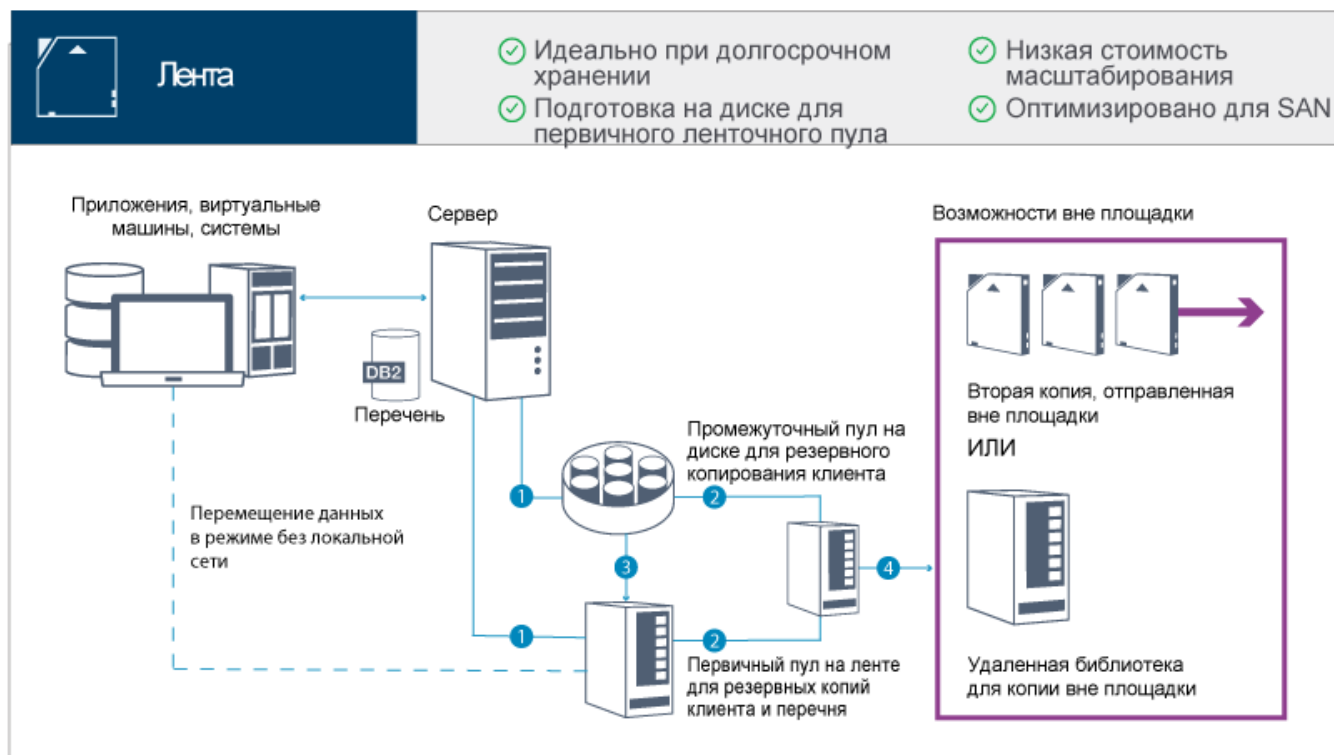 Лента
Идеально при долгосрочном
хранении
Подготовка на диске для
первичного ленточного пула
Низкая стоимость
масштабирования
Оптимизировано для SAN
Приложения, виртуальные
машины, системы
Сервер
DB2
Перечень
Возможности вне площадки
Вторая копия, отправленная
вне площадки
ИЛИ
Промежуточный пул на
диске для резервного
копирования клиента
1
2
Перемещение данных
в режиме без локальной
сети
3
4
1
2
Первичный пул на ленте
для резервных копий
клиента и перечня
Удаленная библиотека
для копии вне площадки